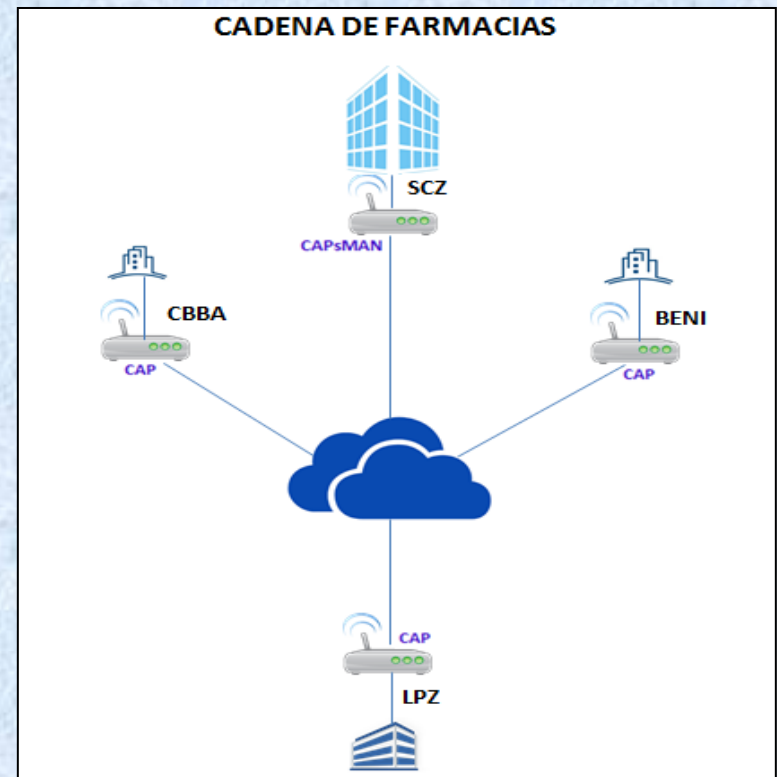 CADENA DE FARMACIAS
SCZ
CAPsMAN
CBBA
CAP
BENI
CAP
CAP
LPZ